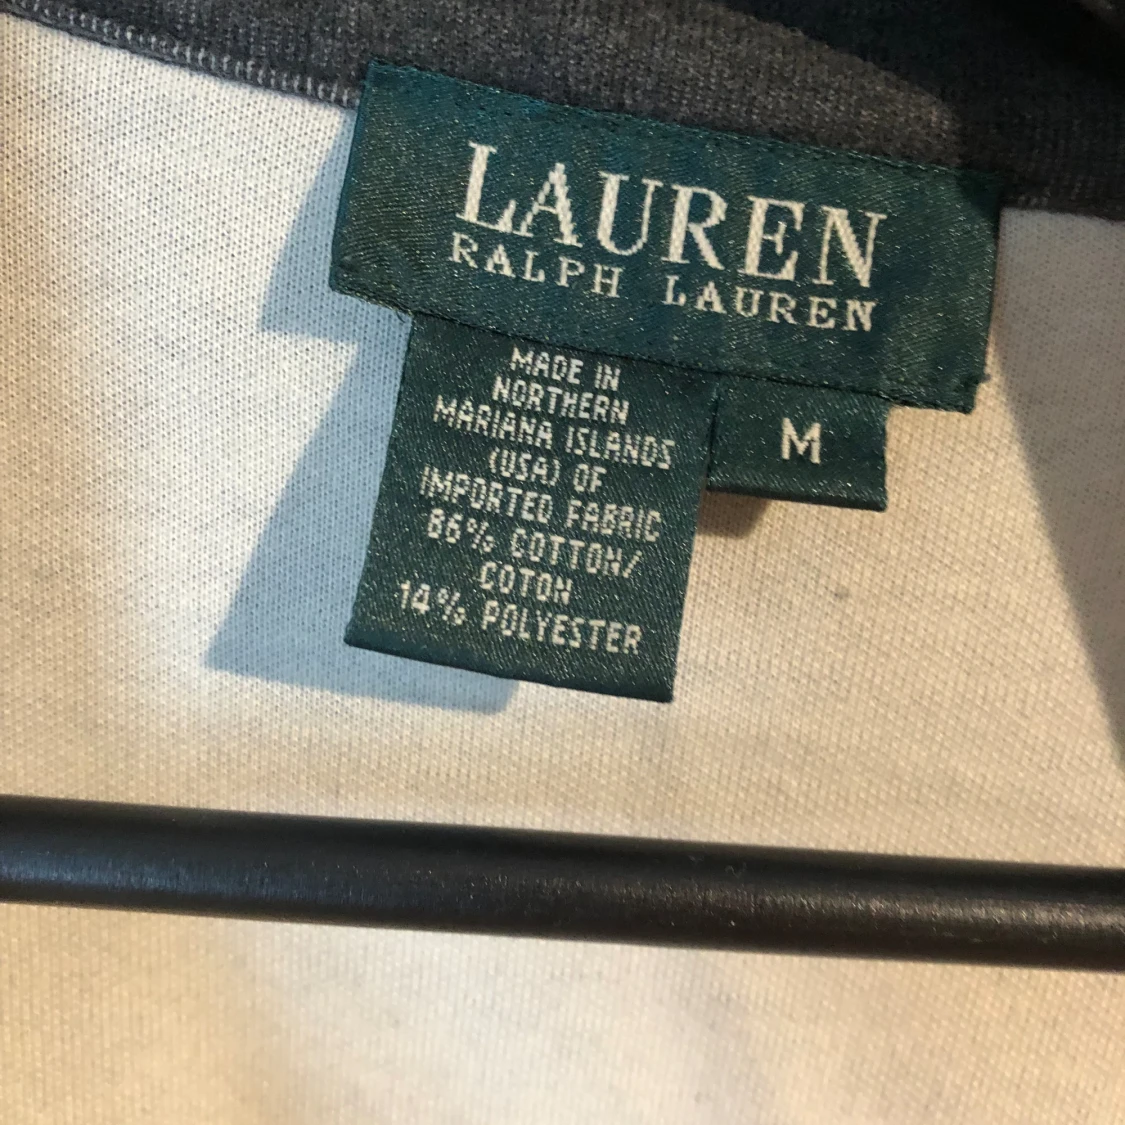 LAUREN
RALPH LAUREN
M
MADE IN
NORTHERN
MARIANA ISLANDS
(USA) OF
IMPORTED FABRIC
86% COTTON/
COTON
14% POLYESTER